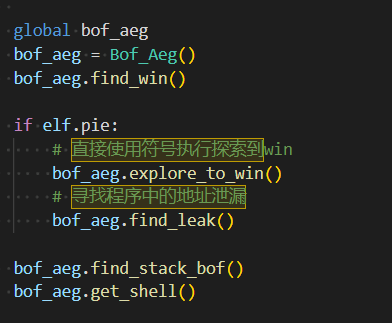 global bof_aeg
bof_aeg = Bof_Aeg()
bof_aeg.find_win()
if elf.pie:
# 直接使用符号执行探索到win
bof_aeg.explore_to_win()
# 寻找程序中的地址泄漏
bof_aeg.find_leak()
bof_aeg.find_stack_bof()
bof_aeg.get_shell()